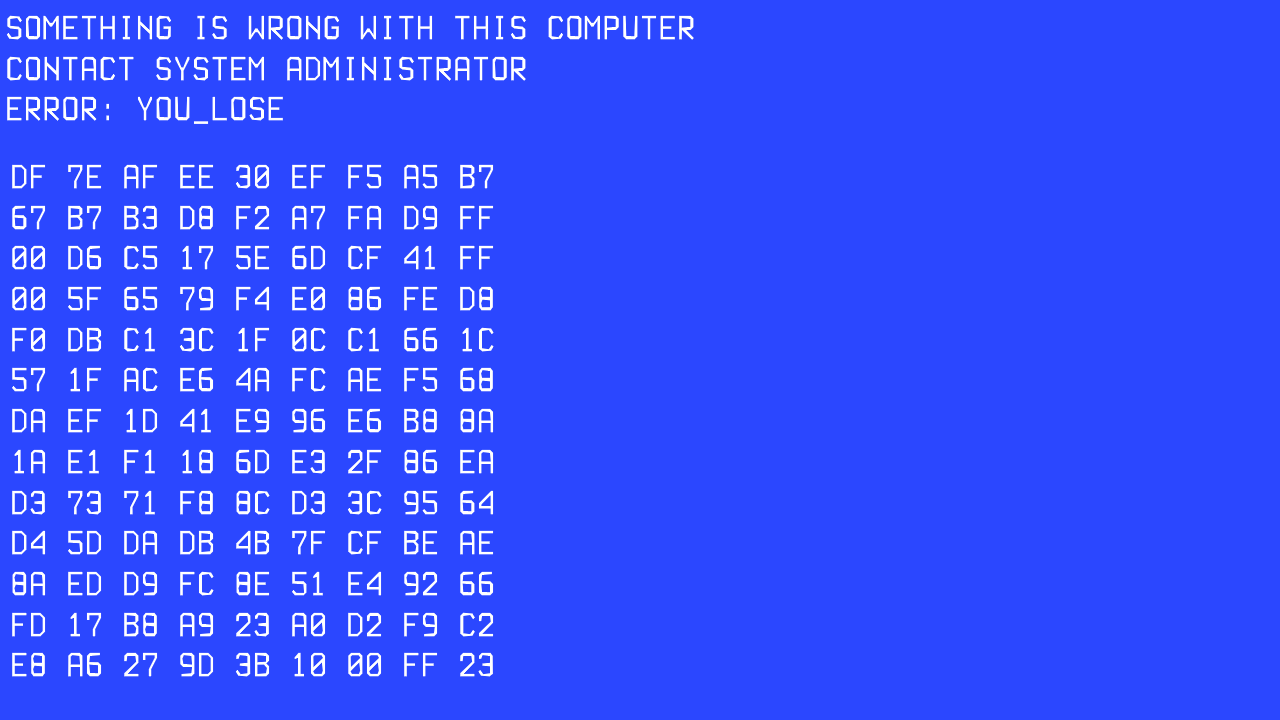 SOMETHING IS WRONG WITH THIS COMPUTER
CONTACT SYSTEM ADMINISTRATOR
ERROR: YOU_LOSE
DF 7E AF EE 30 EF F5 A5 B7
67 B7 B3 D8 F2 A7 FA D9 FF
00 D6 C5 17 5E 6D CF 41 FF
00 5F 65 79 F4 E0 86 FE D8
F0 DB C1 3C 1F 0C C1 66 1C
57 1F AC E6 4A FC AE F5 68
DA EF 1D 41 E9 96 E6 B8 8A
1A E1 F1 18 6D E3 2F 86 EA
D3 73 71 F8 8C D3 3C 95 64
D4 5D DA DB 4B 7F CF BE AE
8A ED D9 FC 8E 51 E4 92 66
FD 17 B8 A9 23 A0 D2 F9 C2
E8 A6 27 9D 3B 10 00 FF 23